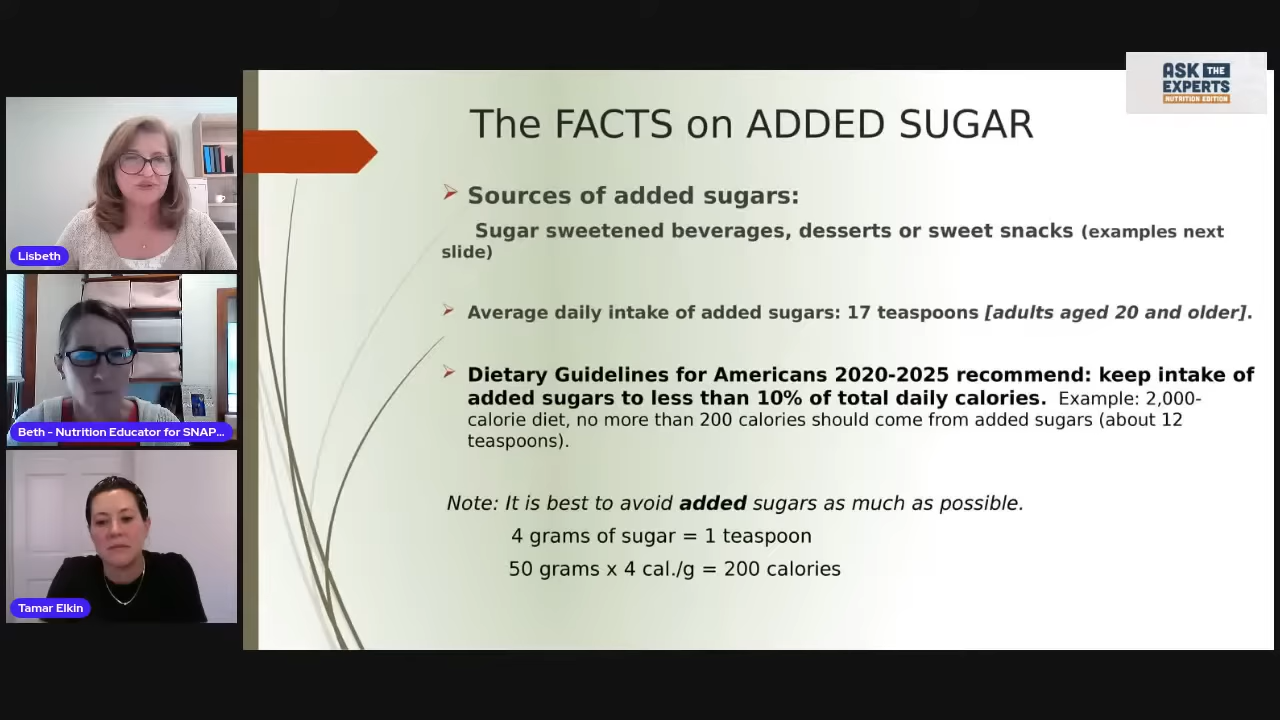 ASK THE
EXPERTS
NUTRITION EDITION
The FACTS on ADDED SUGAR
Sources of added sugars:
Sugar sweetened beverages, desserts or sweet snacks (examples next
slide)
Average daily intake of added sugars: 17 teaspoons [adults aged 20 and older].
Dietary Guidelines for Americans 2020-2025 recommend: keep intake of
added sugars to less than 10% of total daily calories. Example: 2,000-
calorie diet, no more than 200 calories should come from added sugars (about 12
teaspoons).
Note: It is best to avoid added sugars as much as possible.
4 grams of sugar = 1 teaspoon
50 grams x 4 cal./g = 200 calories
Lisbeth
Beth - Nutrition Educator for SNAP...
Tamar Elkin